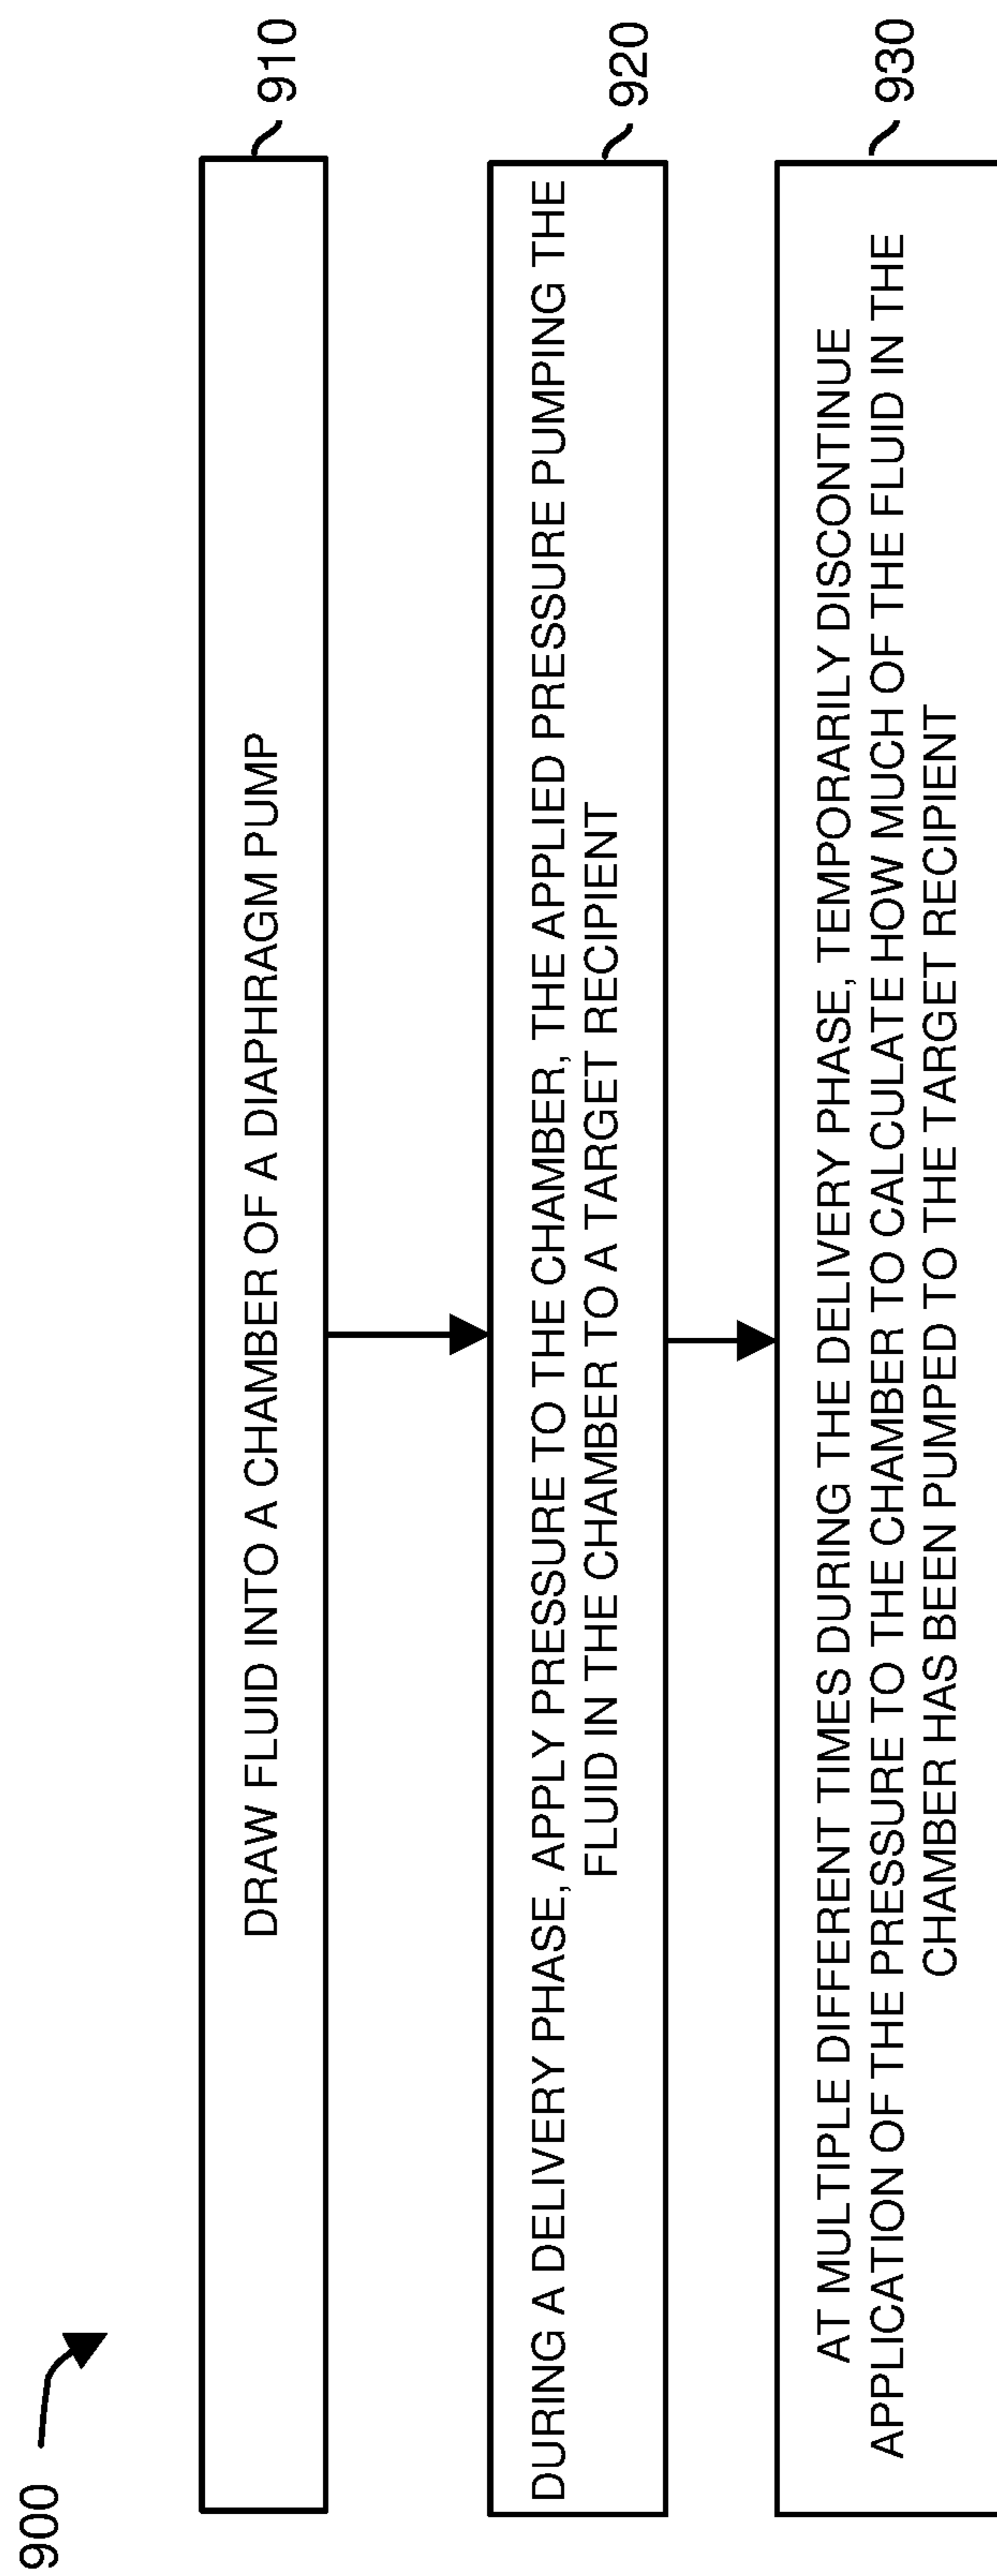 900
DRAW FLUID INTO A CHAMBER OF A DIAPHRAGM PUMP
910
DURING A DELIVERY PHASE, APPLY PRESSURE TO THE CHAMBER, THE APPLIED PRESSURE PUMPING THE
FLUID IN THE CHAMBER TO A TARGET RECIPIENT
920
AT MULTIPLE DIFFERENT TIMES DURING THE DELIVERY PHASE, TEMPORARILY DISCONTINUE
APPLICATION OF THE PRESSURE TO THE CHAMBER TO CALCULATE HOW MUCH OF THE FLUID IN THE
CHAMBER HAS BEEN PUMPED TO THE TARGET RECIPIENT
930